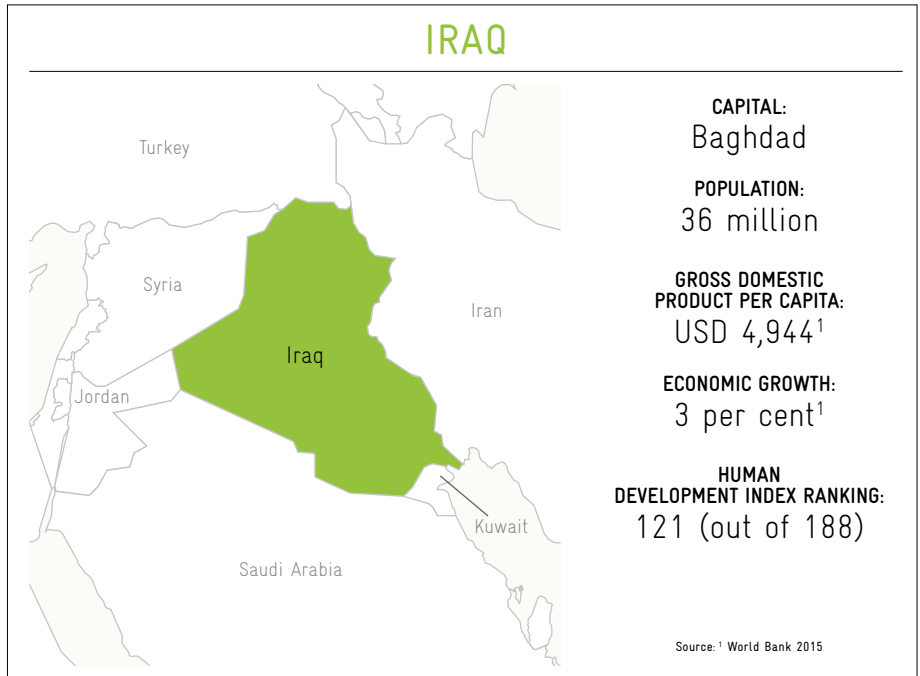 IRAQ
Turkey
Syria
Iran
Iraq
Jordan
Kuwait
Saudi Arabia
CAPITAL:
Baghdad
POPULATION:
36 million
GROSS DOMESTIC
PRODUCT PER CAPITA:
USD 4,944¹
ECONOMIC GROWTH:
3 per cent¹
HUMAN
DEVELOPMENT INDEX RANKING:
121 (out of 188)
Source: ¹ World Bank 2015